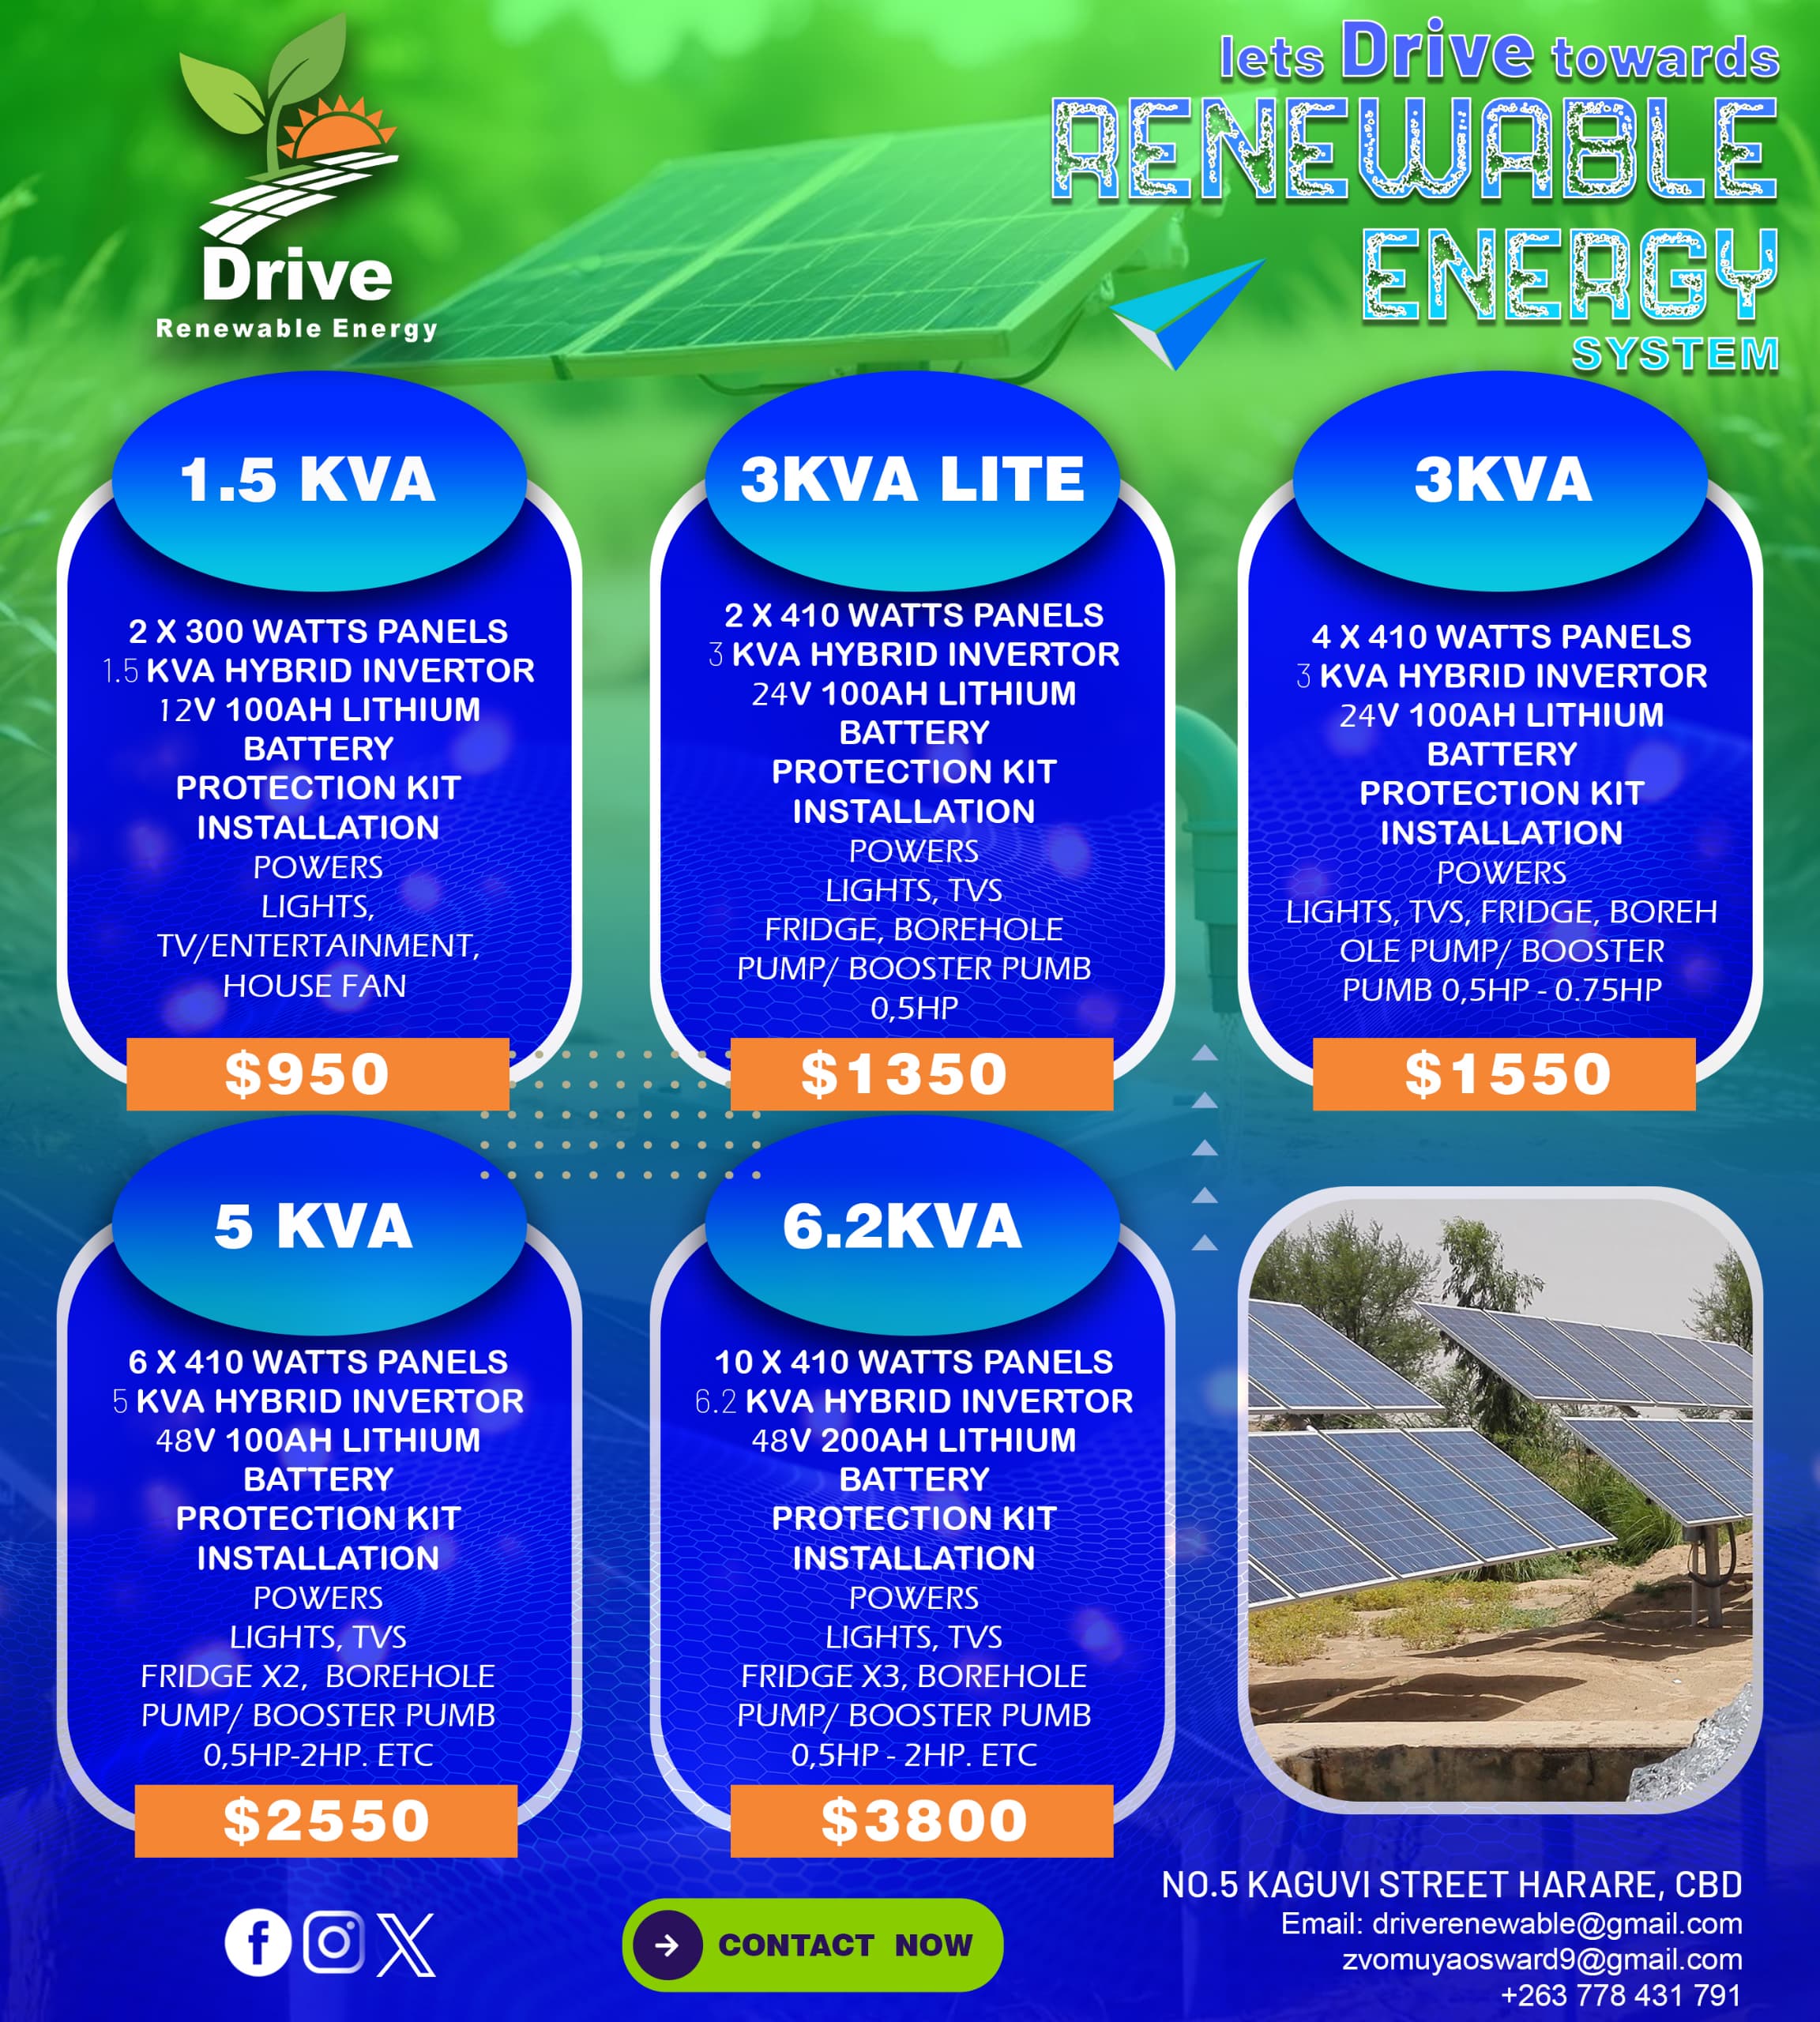 Drive
Renewable Energy
lets Drive towards
RENEWABLE
ENERGY
SYSTEM
1.5 KVA
2 X 300 WATTS PANELS
1.5 KVA HYBRID INVERTOR
12V 100AH LITHIUM
BATTERY
PROTECTION KIT
INSTALLATION
POWERS
LIGHTS,
TV/ENTERTAINMENT,
HOUSE FAN
$950
3KVA LITE
2 X 410 WATTS PANELS
3 KVA HYBRID INVERTOR
24V 100AH LITHIUM
BATTERY
PROTECTION KIT
INSTALLATION
POWERS
LIGHTS, TVS
FRIDGE, BOREHOLE
PUMP/ BOOSTER PUMB
0,5HP
$1350
3KVA
4 X 410 WATTS PANELS
3 KVA HYBRID INVERTOR
24V 100AH LITHIUM
BATTERY
PROTECTION KIT
INSTALLATION
POWERS
LIGHTS, TVS, FRIDGE, BOREH
OLE PUMP/ BOOSTER
PUMB 0,5HP - 0.75HP
$1550
5 KVA
6 X 410 WATTS PANELS
5 KVA HYBRID INVERTOR
48V 100AH LITHIUM
BATTERY
PROTECTION KIT
INSTALLATION
POWERS
LIGHTS, TVS
FRIDGE X2, BOREHOLE
PUMP/ BOOSTER PUMB
0,5HP-2HP. ETC
$2550
6.2KVA
10 X 410 WATTS PANELS
6.2 KVA HYBRID INVERTOR
48V 200AH LITHIUM
BATTERY
PROTECTION KIT
INSTALLATION
POWERS
LIGHTS, TVS
FRIDGE X3, BOREHOLE
PUMP/ BOOSTER PUMB
0,5HP - 2HP. ETC
$3800
CONTACT NOW
NO.5 KAGUVI STREET HARARE, CBD
Email: driverenewable@gmail.com
zvomuyaosward9@gmail.com
+263 778 431 791